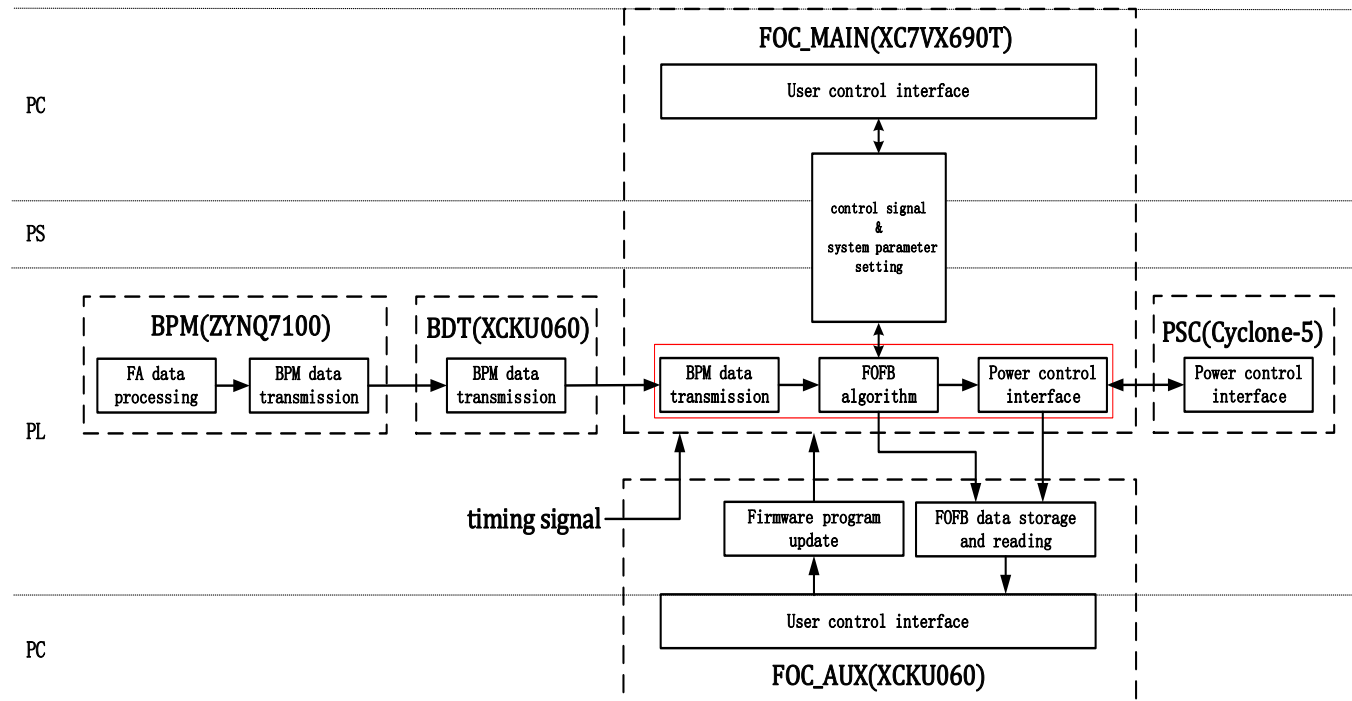 FOC_MAIN(XC7VX690T)
PC
User control interface
control signal
&
system parameter
setting
PS
BPM(ZYNQ7100)
BDT(XCKU060)
PSC(Cyclone-5)
FA data
processing
BPM data
transmission
BPM data
transmission
BPM data
transmission
FOFB
algorithm
Power control
interface
Power control
interface
PL
timing signal
Firmware program
update
FOFB data storage
and reading
PC
User control interface
FOC_AUX(XCKU060)